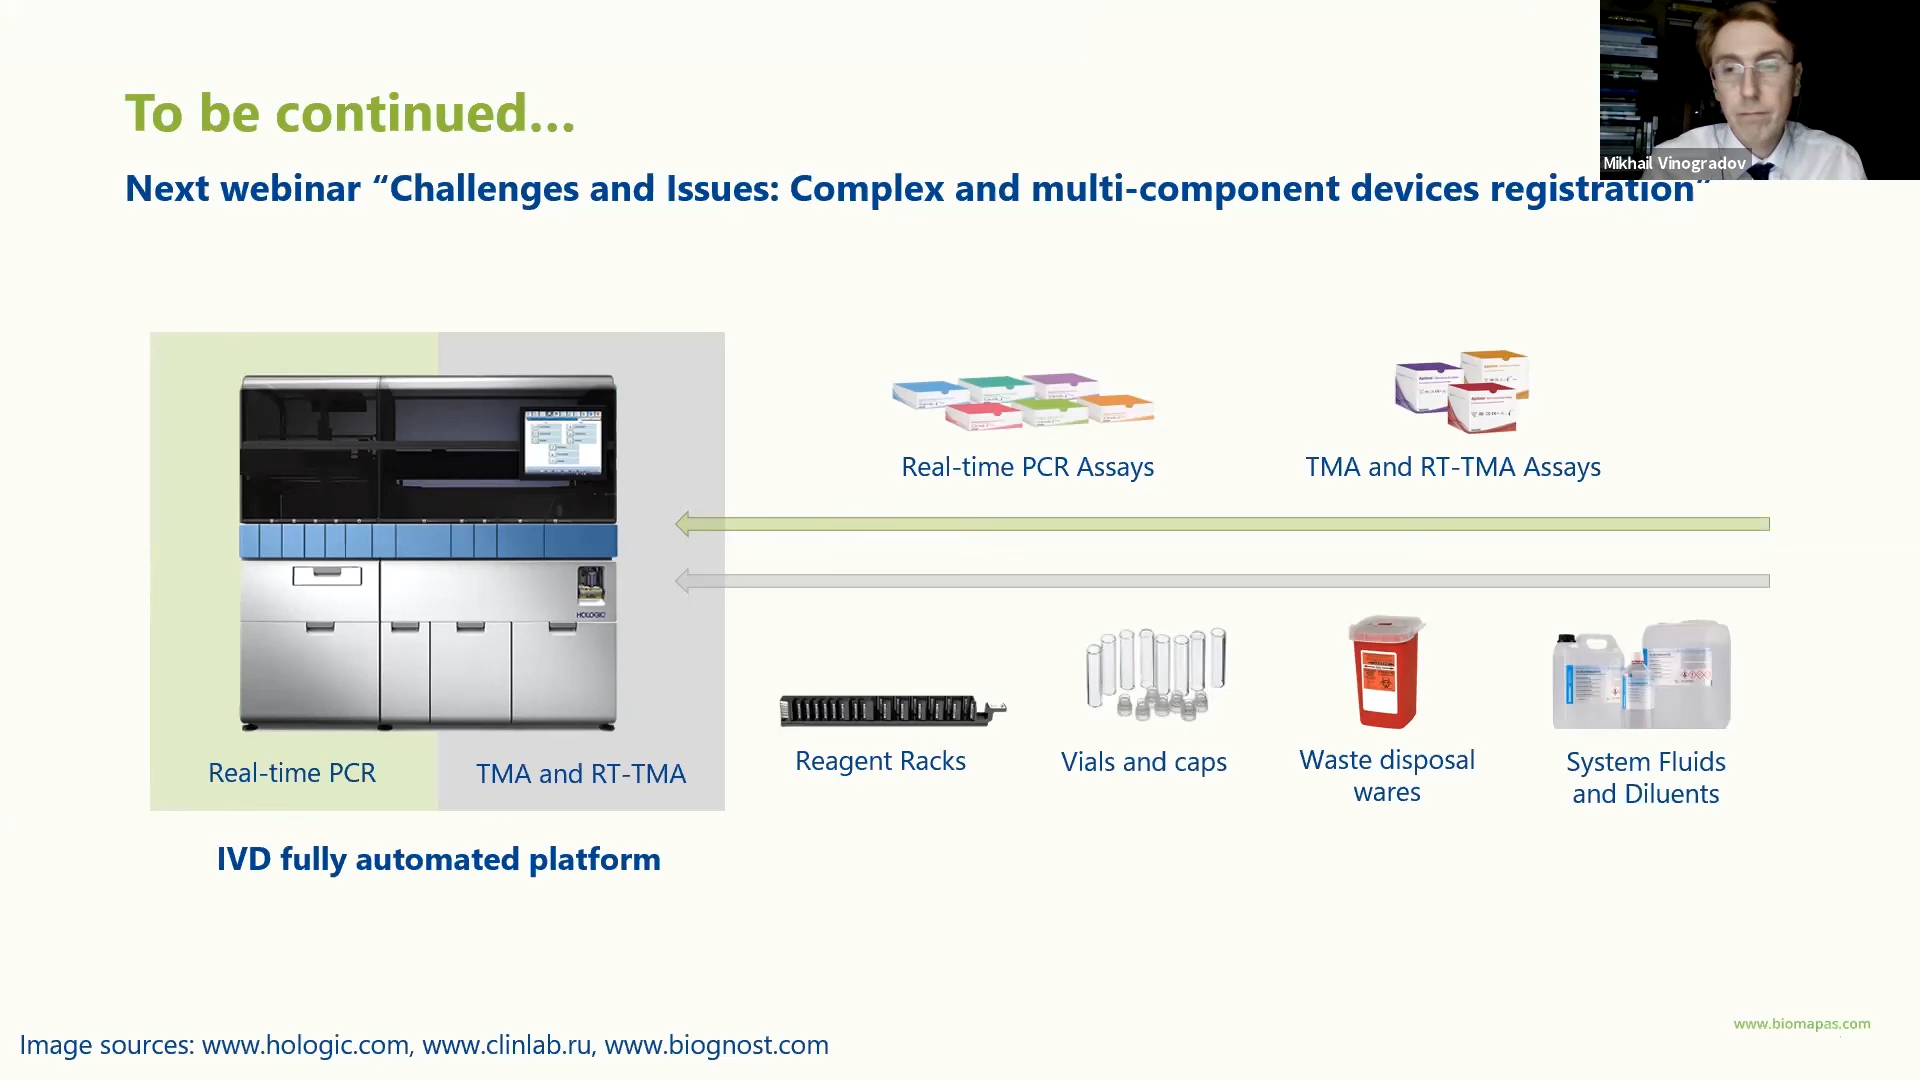 To be continued...
Mikhail Vinogradov
Next webinar “Challenges and Issues: Complex and multi-component devices registration”
Real-time PCR Assays
TMA and RT-TMA Assays
HOLOGIC
Real-time PCR
TMA and RT-TMA
Reagent Racks
Vials and caps
Waste disposal
wares
System Fluids
and Diluents
IVD fully automated platform
www.biomapas.com
Image sources: www.hologic.com, www.clinlab.ru, www.biognost.com